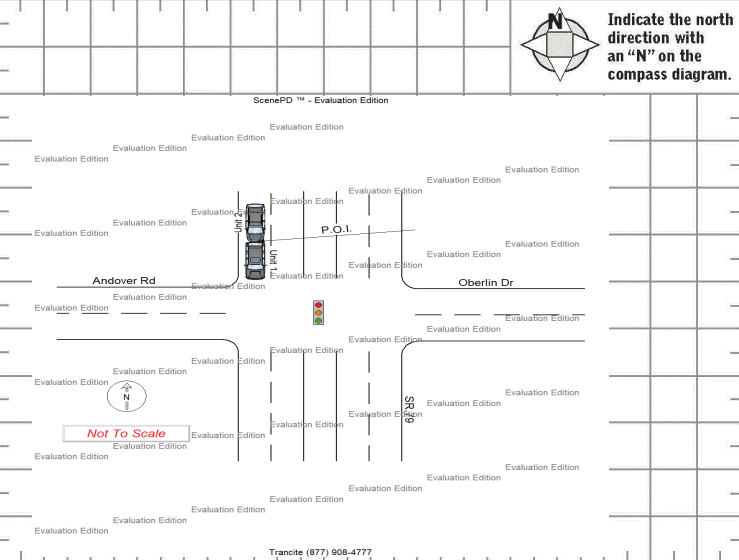 N
Indicate the north
direction with
an “N” on the
compass diagram.
ScenePD ™ - Evaluation Edition
Evaluation Edition
Evaluation Edition
Evaluation Edition
Evaluation Edition
Evaluation Edition
Evaluation Edition
Evaluation Edition
Evaluation Edition
Evaluation Edition
Unit 2
Evaluation Edition
P.O.I.
Evaluation Edition
Evaluation Edition
Evaluation Edition
Unit 1
Evaluation Edition
Evaluation Edition
Andover Rd
Oberlin Dr
Evaluation Edition
Evaluation Edition
Evaluation Edition
Evaluation Edition
Evaluation Edition
Evaluation Edition
Evaluation Edition
Evaluation Edition
Evaluation Edition
Evaluation Edition
Evaluation Edition
N
Evaluation Edition
SR
Evaluation Edition
Evaluation Edition
Not To Scale
Evaluation Edition
Evaluation Edition
Evaluation Edition
Evaluation Edition
Evaluation Edition
Evaluation Edition
Evaluation Edition
Evaluation Edition
Evaluation Edition
Evaluation Edition
Trancite (877) 908-4777